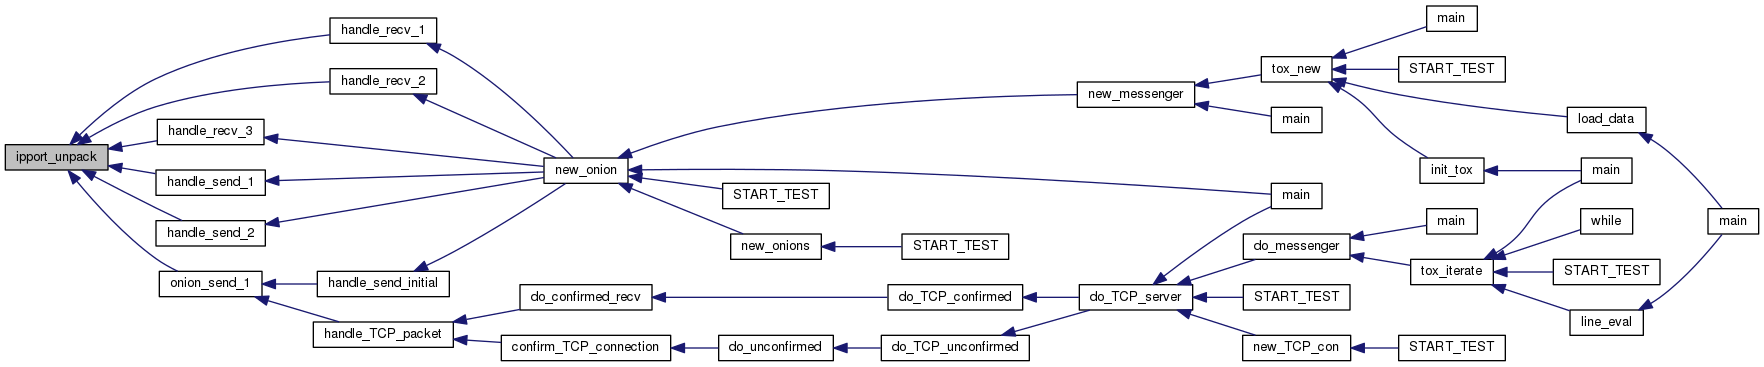 ipport_unpack
handle_recv_1
handle_recv_2
handle_recv_3
handle_send_1
handle_send_2
onion_send_1
handle_send_initial
handle_TCP_packet
do_confirmed_recv
confirm_TCP_connection
new_onion
START_TEST
new_onions
do_unconfirmed
do_TCP_confirmed
do_TCP_unconfirmed
START_TEST
new_messenger
do_TCP_server
tox_new
main
main
do_messenger
START_TEST
new_TCP_con
main
START_TEST
init_tox
main
tox_iterate
START_TEST
load_data
main
while
START_TEST
line_eval
main